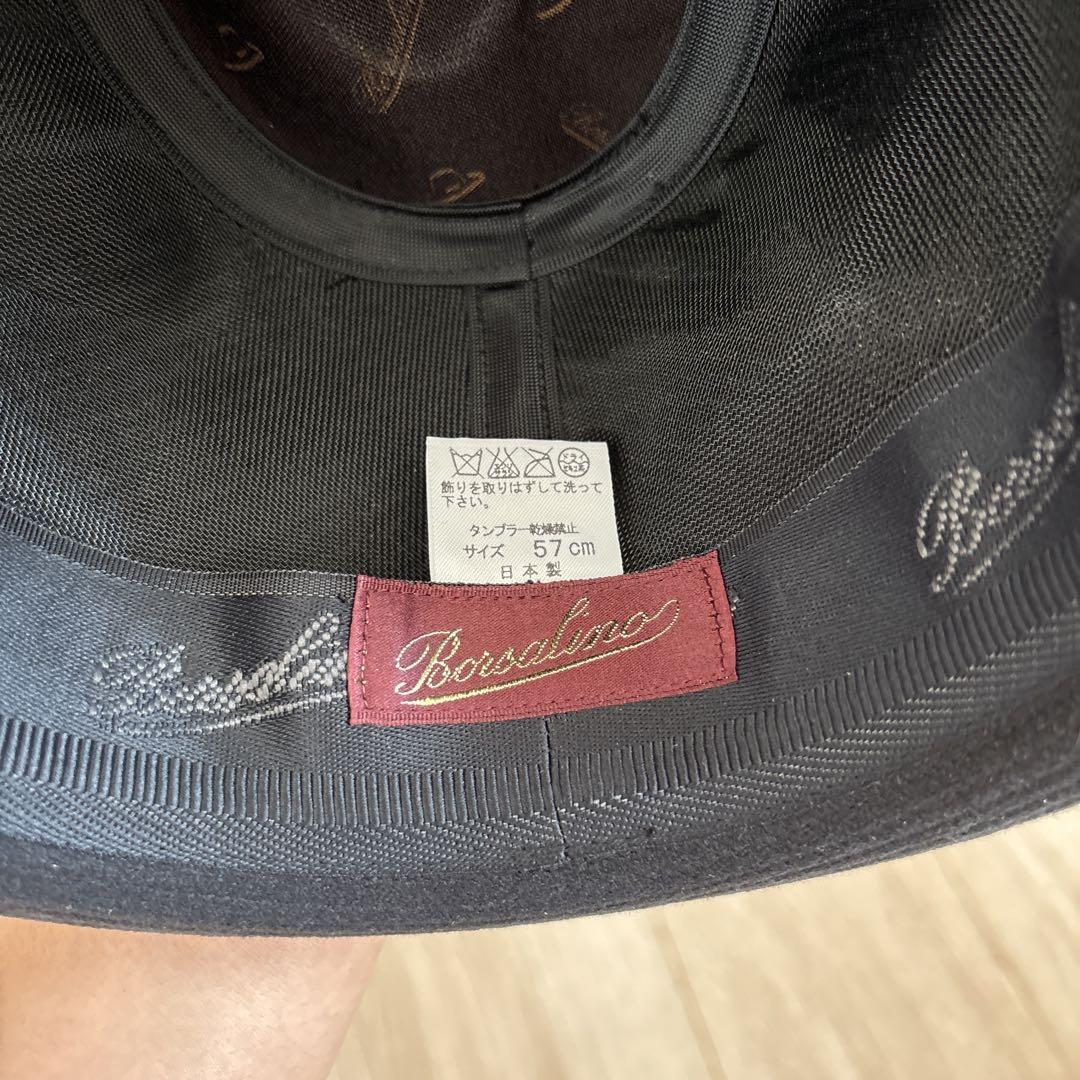 飾りを取りはずして洗って
下さい。
タンブラー乾燥禁止
サイズ 57cm
日本製
Borsalino
Borsalino